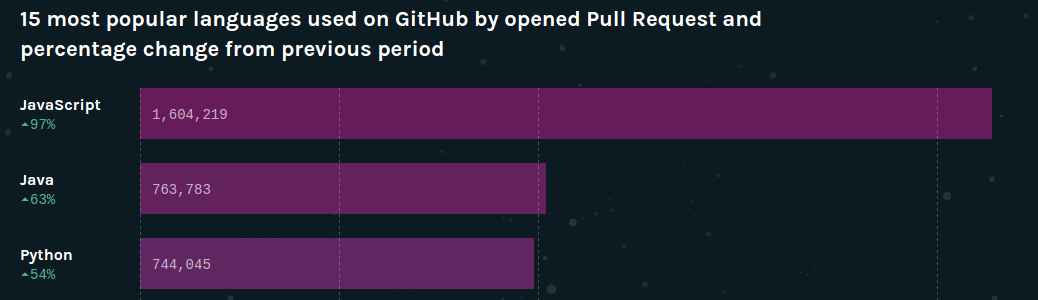 15 most popular languages used on GitHub by opened Pull Request and
percentage change from previous period
JavaScript
97%
1,604,219
Java
63%
763,783
Python
54%
744,045